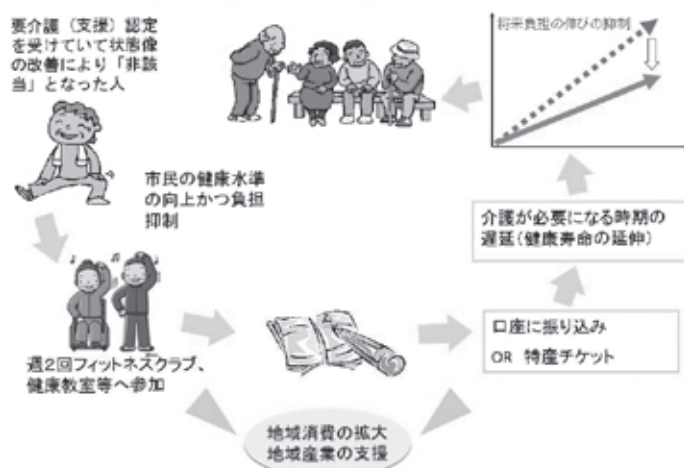 要介護（支援）認定
を受けていて状態像
の改善により「非該
当」となった人
将来負担の伸びの抑制
市民の健康水準
の向上かつ負担
抑制
介護が必要になる時期の
遅延(健康寿命の延伸)
週2回フィットネスクラブ、
健康教室等へ参加
口座に振り込み
OR 特産チケット
地域消費の拡大
地域産業の支援